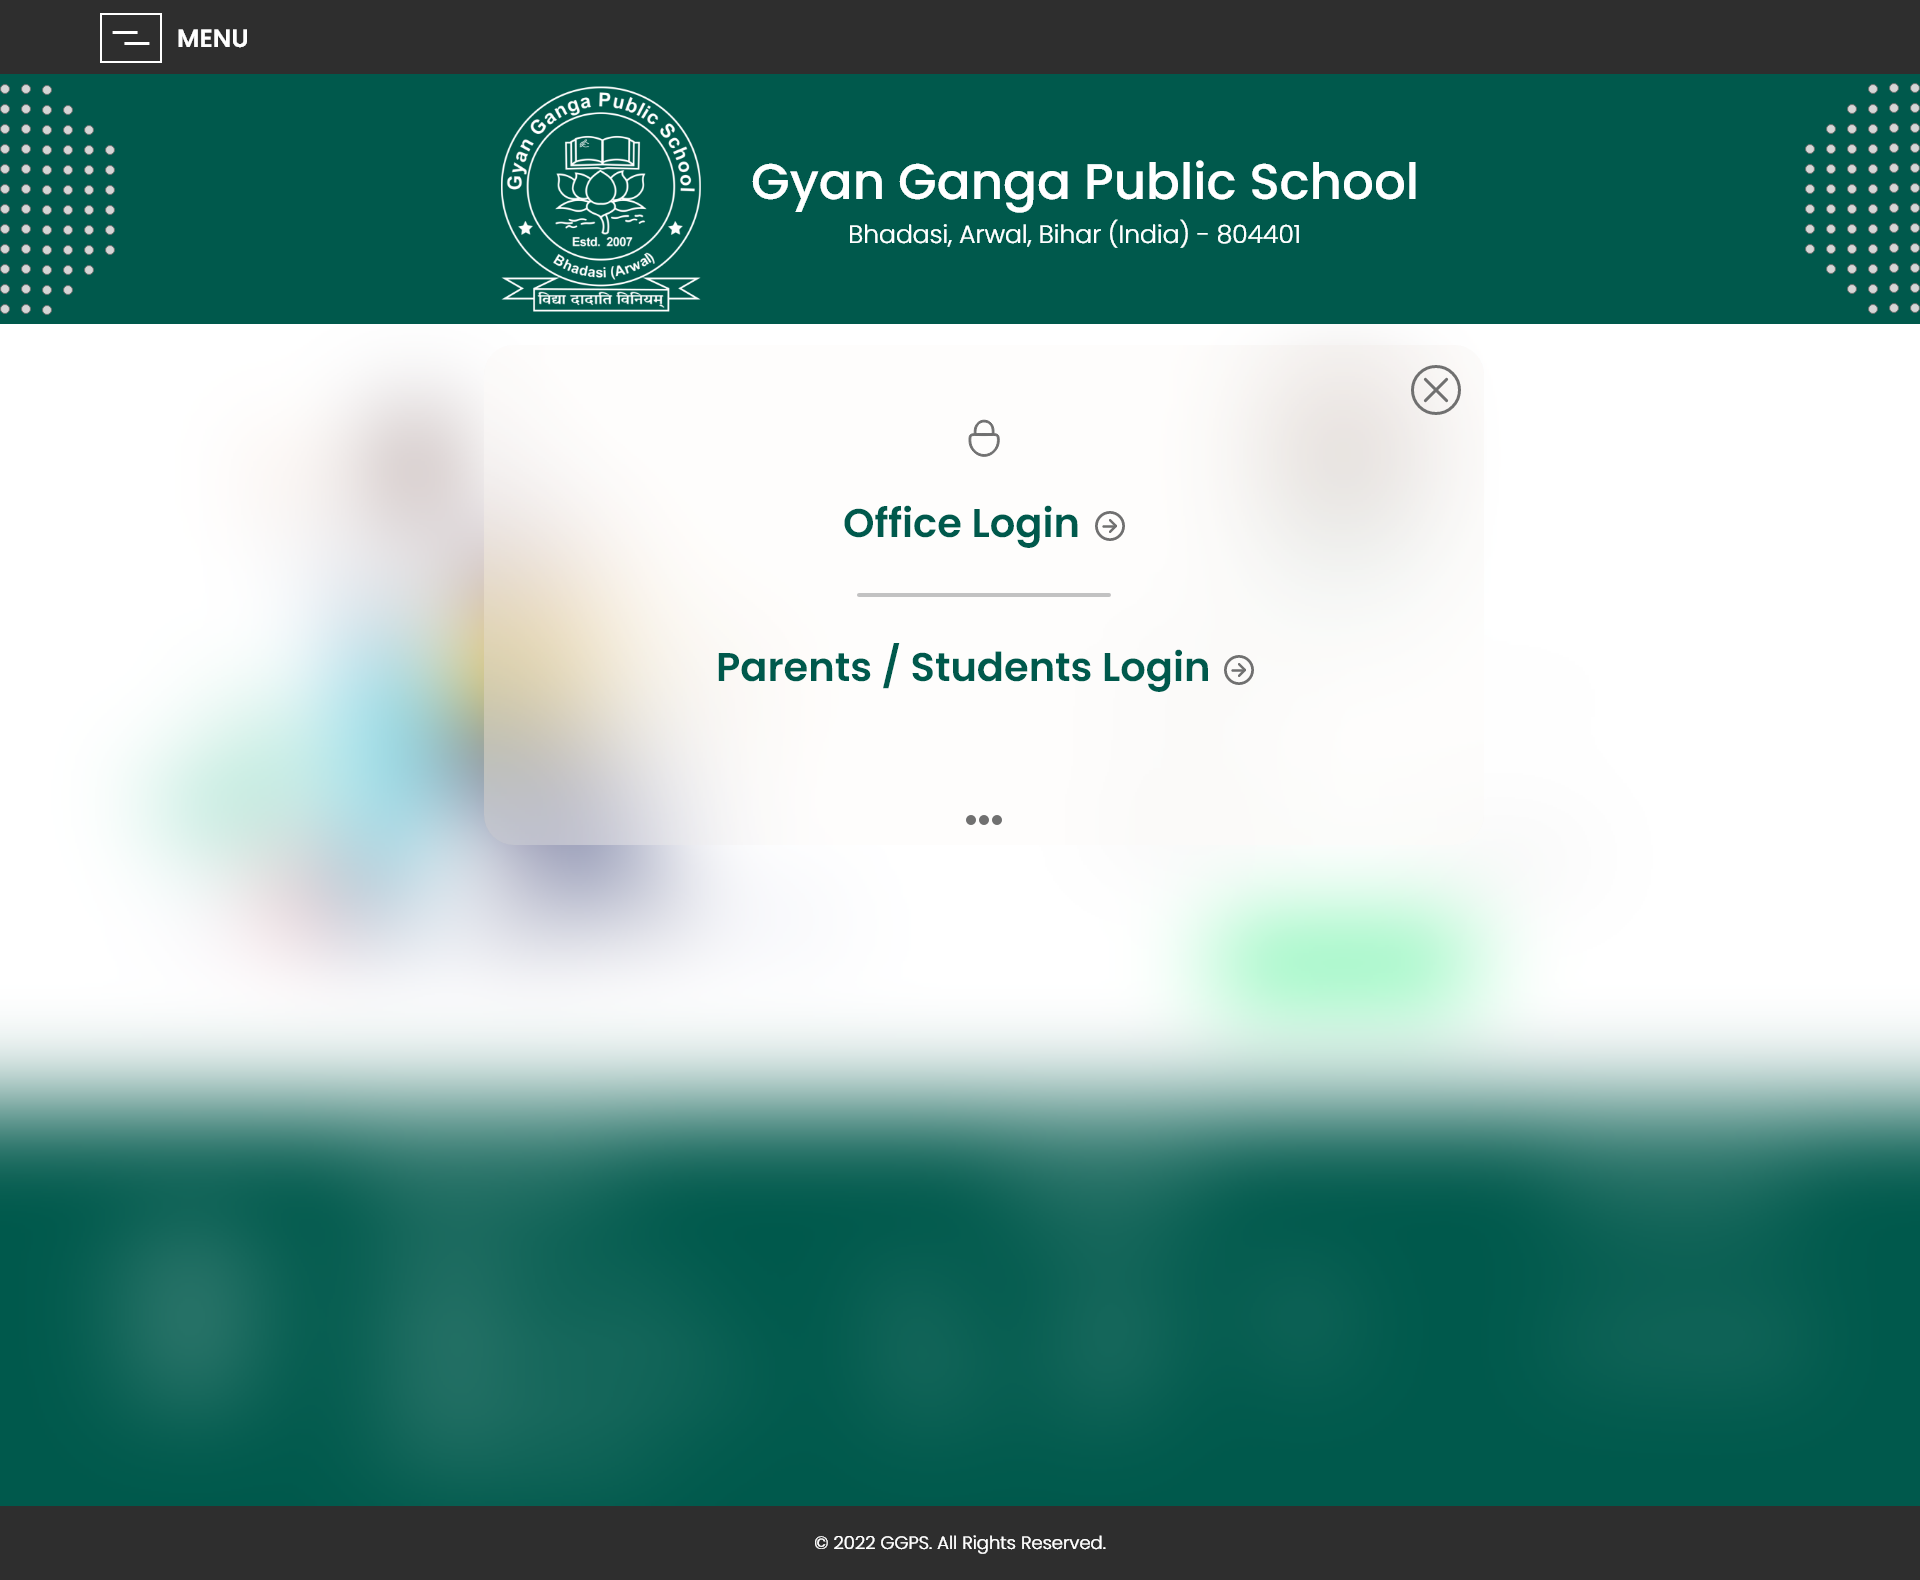 MENU
Gyan Ganga Public School
Estd. 2007
Bhadasi (Arwal)
विद्या दादाति विनियम्
Gyan Ganga Public School
Bhadasi, Arwal, Bihar (India) - 804401
Office Login
Parents / Students Login
© 2022 GGPS. All Rights Reserved.